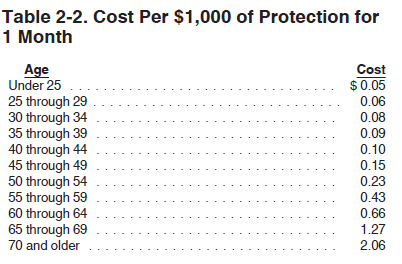 Table 2-2. Cost Per $1,000 of Protection for
1 Month
Age Cost
Under 25 . . . . . . . . . . . . . . . . . . . . $ 0.05
25 through 29 . . . . . . . . . . . . . . . . . . . . 0.06
30 through 34 . . . . . . . . . . . . . . . . . . . . 0.08
35 through 39 . . . . . . . . . . . . . . . . . . . . 0.09
40 through 44 . . . . . . . . . . . . . . . . . . . . 0.10
45 through 49 . . . . . . . . . . . . . . . . . . . . 0.15
50 through 54 . . . . . . . . . . . . . . . . . . . . 0.23
55 through 59 . . . . . . . . . . . . . . . . . . . . 0.43
60 through 64 . . . . . . . . . . . . . . . . . . . . 0.66
65 through 69 . . . . . . . . . . . . . . . . . . . . 1.27
70 and older . . . . . . . . . . . . . . . . . . . . 2.06